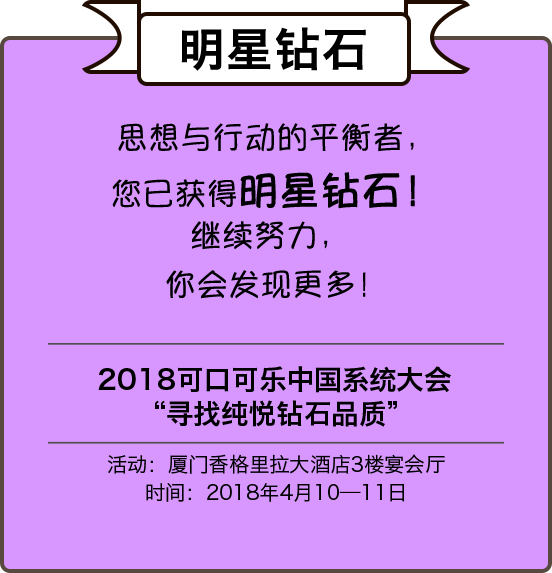 明星钻石
思想与行动的平衡者,
您已获得明星钻石!
继续努力,
你会发现更多!
2018可口可乐中国系统大会
“寻找纯悦钻石品质”
活动：厦门香格里拉大酒店3楼宴会厅
时间：2018年4月10—11日